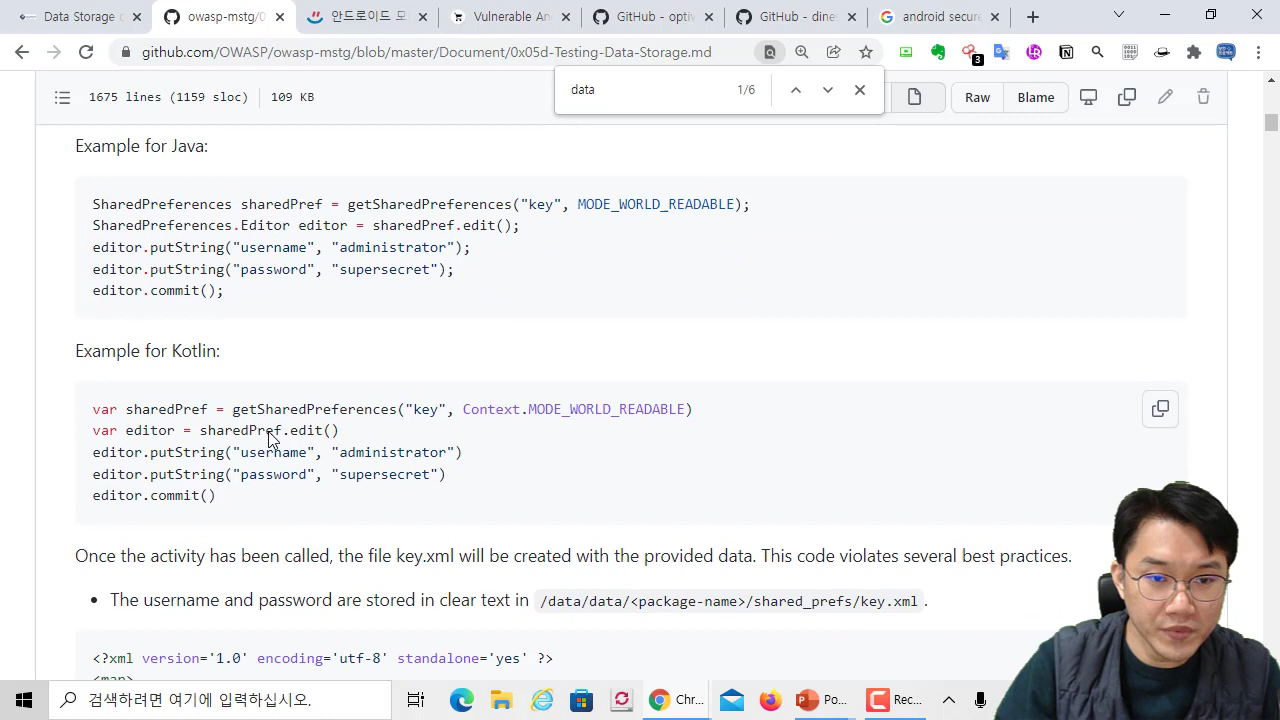 Data Storage o
owasp-mstg/0
안드로이드 모
Vulnerable An
GitHub - optiv
GitHub - dines
android secure
github.com/OWASP/owasp-mstg/blob/master/Document/0x05d-Testing-Data-Storage.md
3
data
1/6
1675 lines (1159 sloc)
109 KB
Raw
Blame
Example for Java:
SharedPreferences sharedPref = getSharedPreferences("key", MODE_WORLD_READABLE);
SharedPreferences.Editor editor = sharedPref.edit();
editor.putString("username", "administrator");
editor.putString("password", "supersecret");
editor.commit();
Example for Kotlin:
var sharedPref = getSharedPreferences("key", Context.MODE_WORLD_READABLE)
var editor = sharedPref.edit()
editor.putString("username", "administrator")
editor.putString("password", "supersecret")
editor.commit()
Once the activity has been called, the file key.xml will be created with the provided data. This code violates several best practices.
• The username and password are stored in clear text in /data/data/<package-name>/shared_prefs/key.xml.
<?xml version='1.0' encoding='utf-8' standalone='yes' ?>
<map>
검색하려면 여기에 입력하십시오.
Chr...
Po...
Rec...